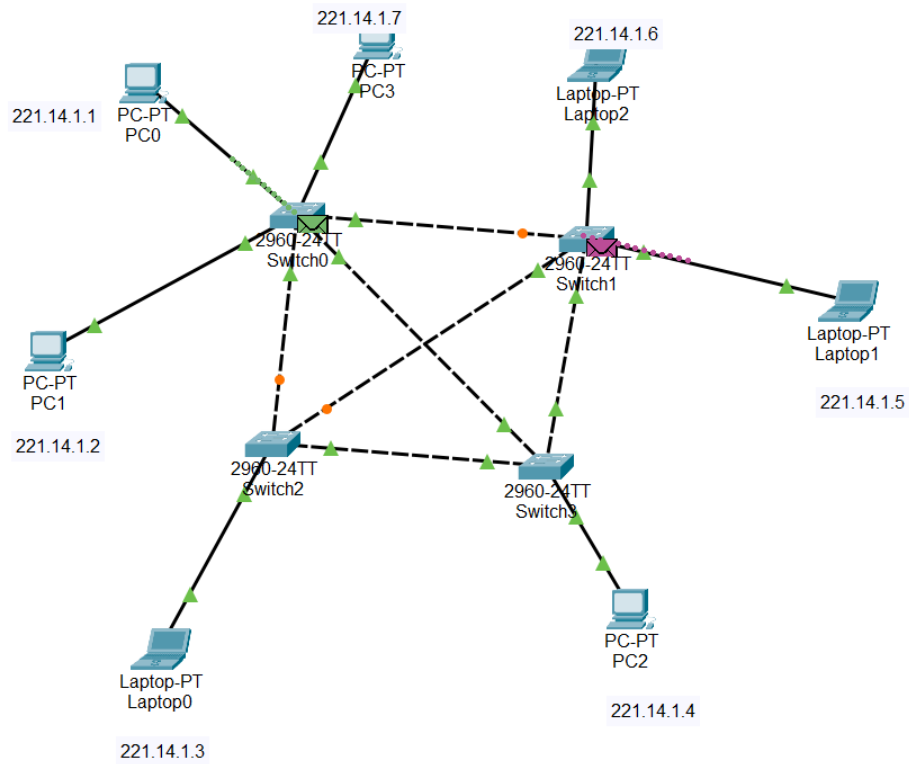 221.14.1.7
PC-PT
PC3
221.14.1.6
Laptop-PT
Laptop2
221.14.1.1
PC-PT
PC0
2960-24TT
Switch0
2960-24TT
Switch1
Laptop-PT
Laptop1
221.14.1.5
PC-PT
PC1
221.14.1.2
2960-24TT
Switch2
2960-24TT
Switch3
Laptop-PT
Laptop0
221.14.1.3
PC-PT
PC2
221.14.1.4